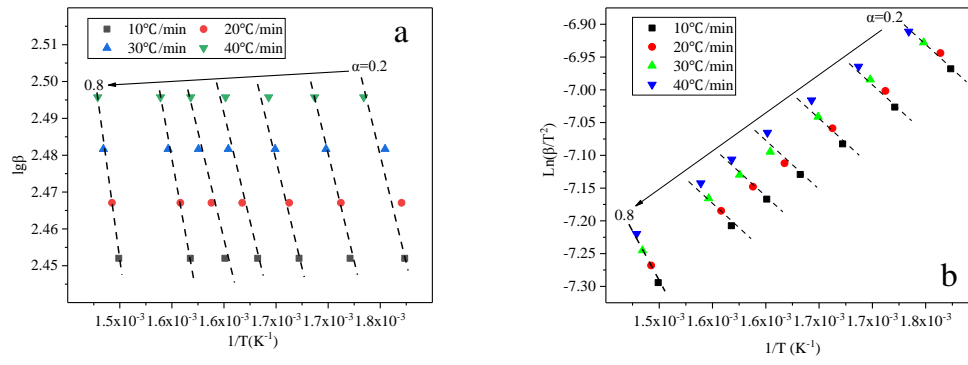 10℃/min 20℃/min
30℃/min 40℃/min
a
α=0.2
0.8
2.51
2.50
2.49
2.48
2.47
2.46
2.45
lgβ
1.5x10⁻³ 1.6x10⁻³ 1.6x10⁻³ 1.7x10⁻³ 1.7x10⁻³ 1.8x10⁻³
1/T(K⁻¹)
10℃/min
20℃/min
30℃/min
40℃/min
α=0.2
0.8
b
-6.90
-6.95
-7.00
-7.05
-7.10
-7.15
-7.20
-7.25
-7.30
Ln(β/T²)
1.5x10⁻³ 1.6x10⁻³ 1.6x10⁻³ 1.7x10⁻³ 1.7x10⁻³ 1.8x10⁻³
1/T (K⁻¹)